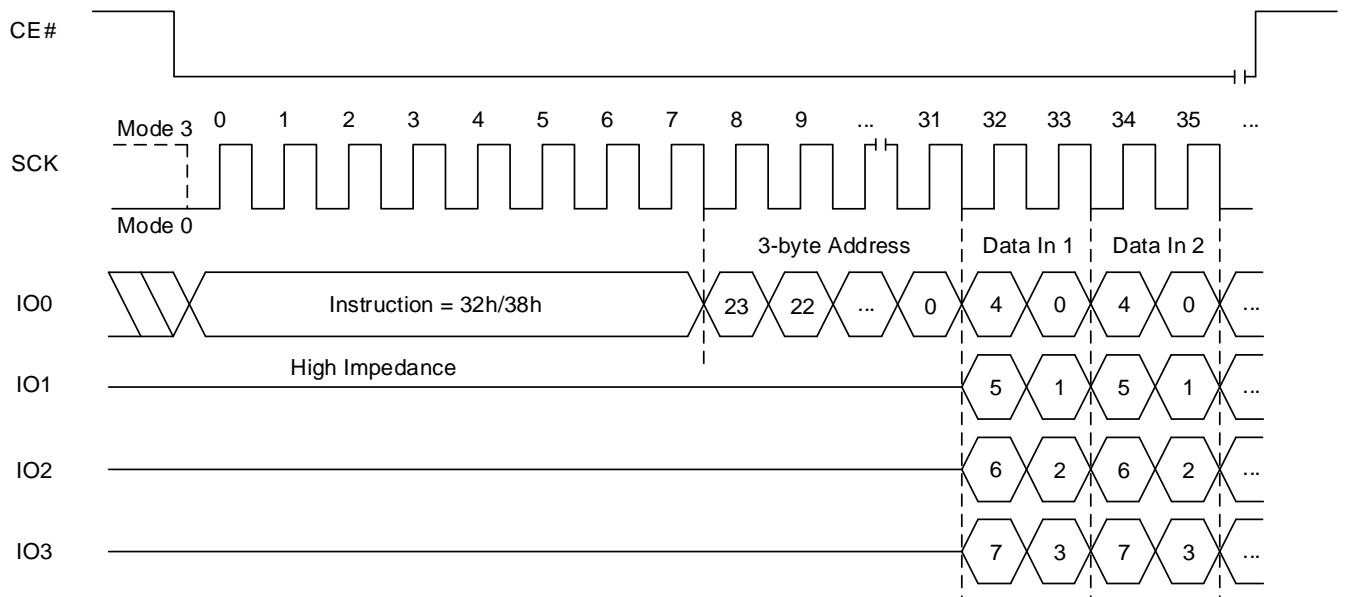 CE#
Mode 3 0 1 2 3 4 5 6 7 8 9 ... 31 32 33 34 35 ...
SCK
Mode 0
3-byte Address Data In 1 Data In 2
IO0 Instruction = 32h/38h 23 22 ... 0 4 0 4 0 ...
High Impedance
IO1 5 1 5 1 ...
IO2 6 2 6 2 ...
IO3 7 3 7 3 ...